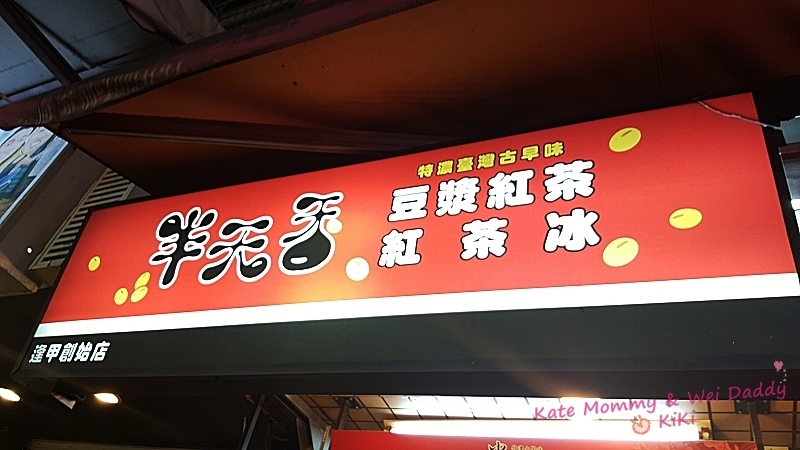 特濃臺灣古早味
半天香
豆漿紅茶
紅茶冰
逢甲創始店
Kate Mommy & Wei Daddy
KiKi